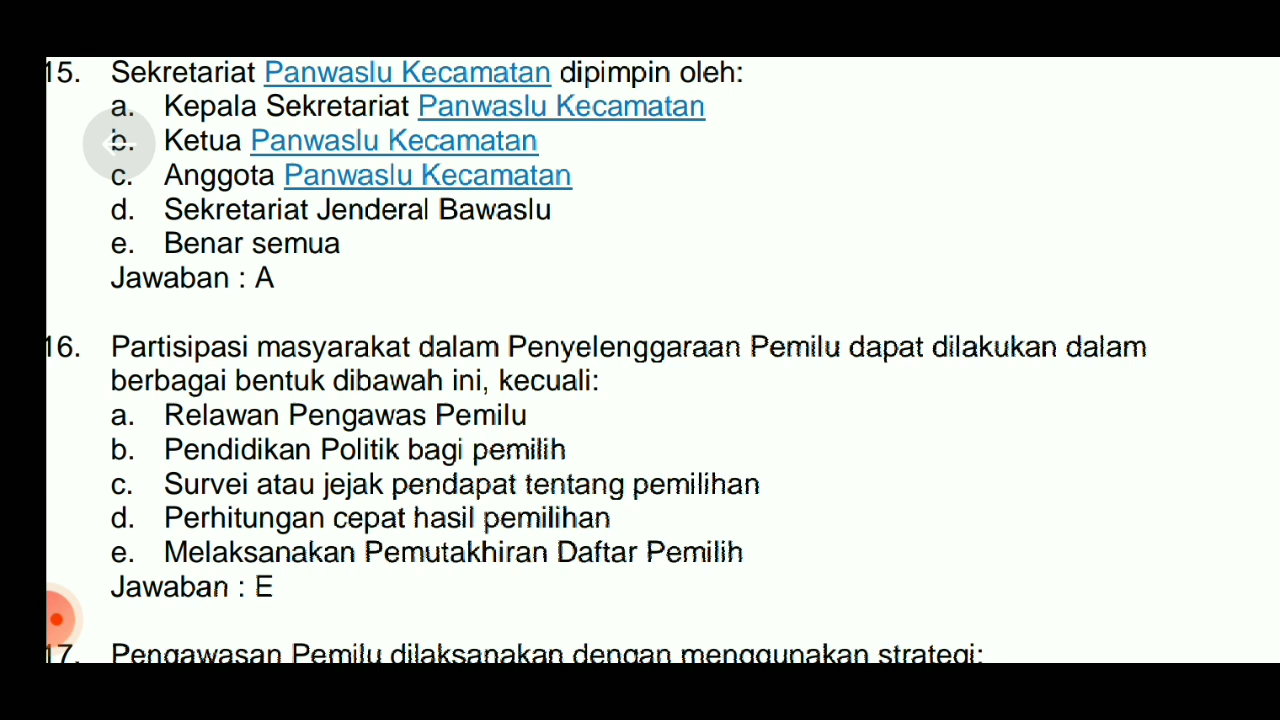 15. Sekretariat Panwaslu Kecamatan dipimpin oleh:
a. Kepala Sekretariat Panwaslu Kecamatan
b. Ketua Panwaslu Kecamatan
c. Anggota Panwaslu Kecamatan
d. Sekretariat Jenderal Bawaslu
e. Benar semua
Jawaban : A
16. Partisipasi masyarakat dalam Penyelenggaraan Pemilu dapat dilakukan dalam
berbagai bentuk dibawah ini, kecuali:
a. Relawan Pengawas Pemilu
b. Pendidikan Politik bagi pemilih
c. Survei atau jejak pendapat tentang pemilihan
d. Perhitungan cepat hasil pemilihan
e. Melaksanakan Pemutakhiran Daftar Pemilih
Jawaban : E
17. Pengawasan Pemilu dilaksanakan dengan menggunakan strategi: